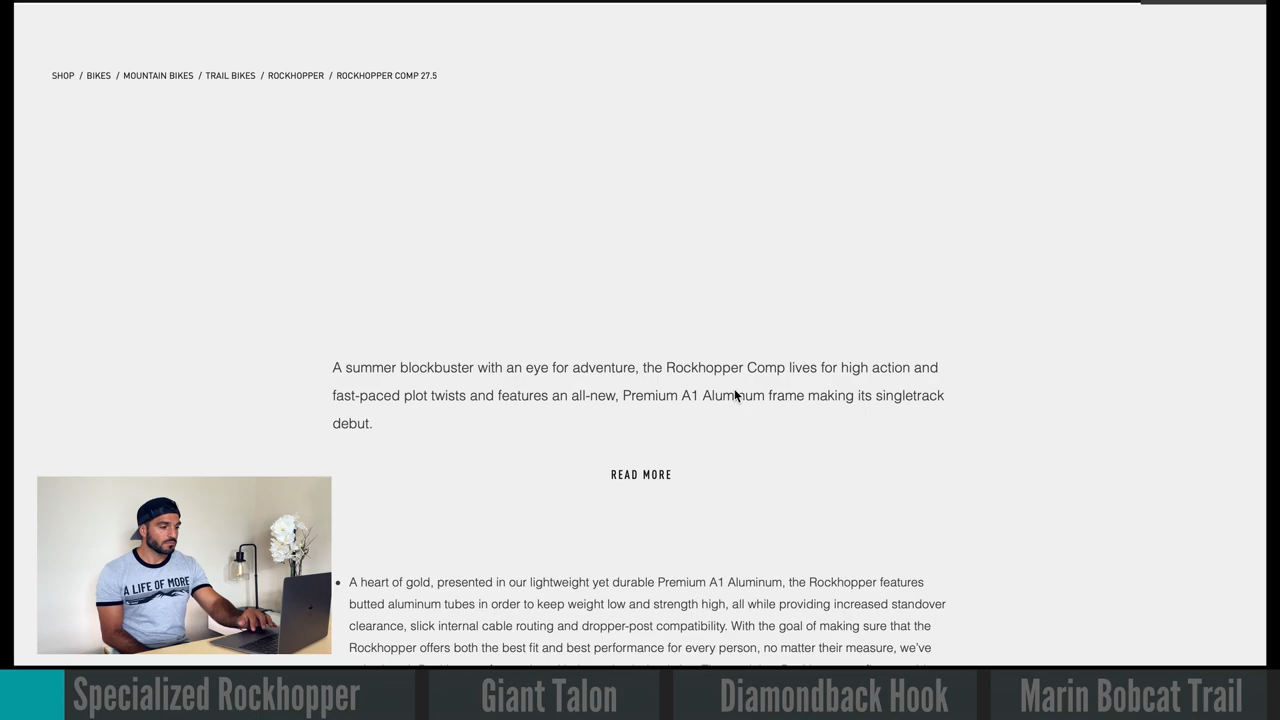 SHOP / BIKES / MOUNTAIN BIKES / TRAIL BIKES / ROCKHOPPER / ROCKHOPPER COMP 27.5
A summer blockbuster with an eye for adventure, the Rockhopper Comp lives for high action and
fast-paced plot twists and features an all-new, Premium A1 Aluminum frame making its singletrack
debut.
READ MORE
• A heart of gold, presented in our lightweight yet durable Premium A1 Aluminum, the Rockhopper features
butted aluminum tubes in order to keep weight low and strength high, all while providing increased standover
clearance, slick internal cable routing and dropper-post compatibility. With the goal of making sure that the
Rockhopper offers both the best fit and best performance for every person, no matter their measure, we've
A LIFE OF MORE
Specialized Rockhopper
Giant Talon
Diamondback Hook
Marin Bobcat Trail